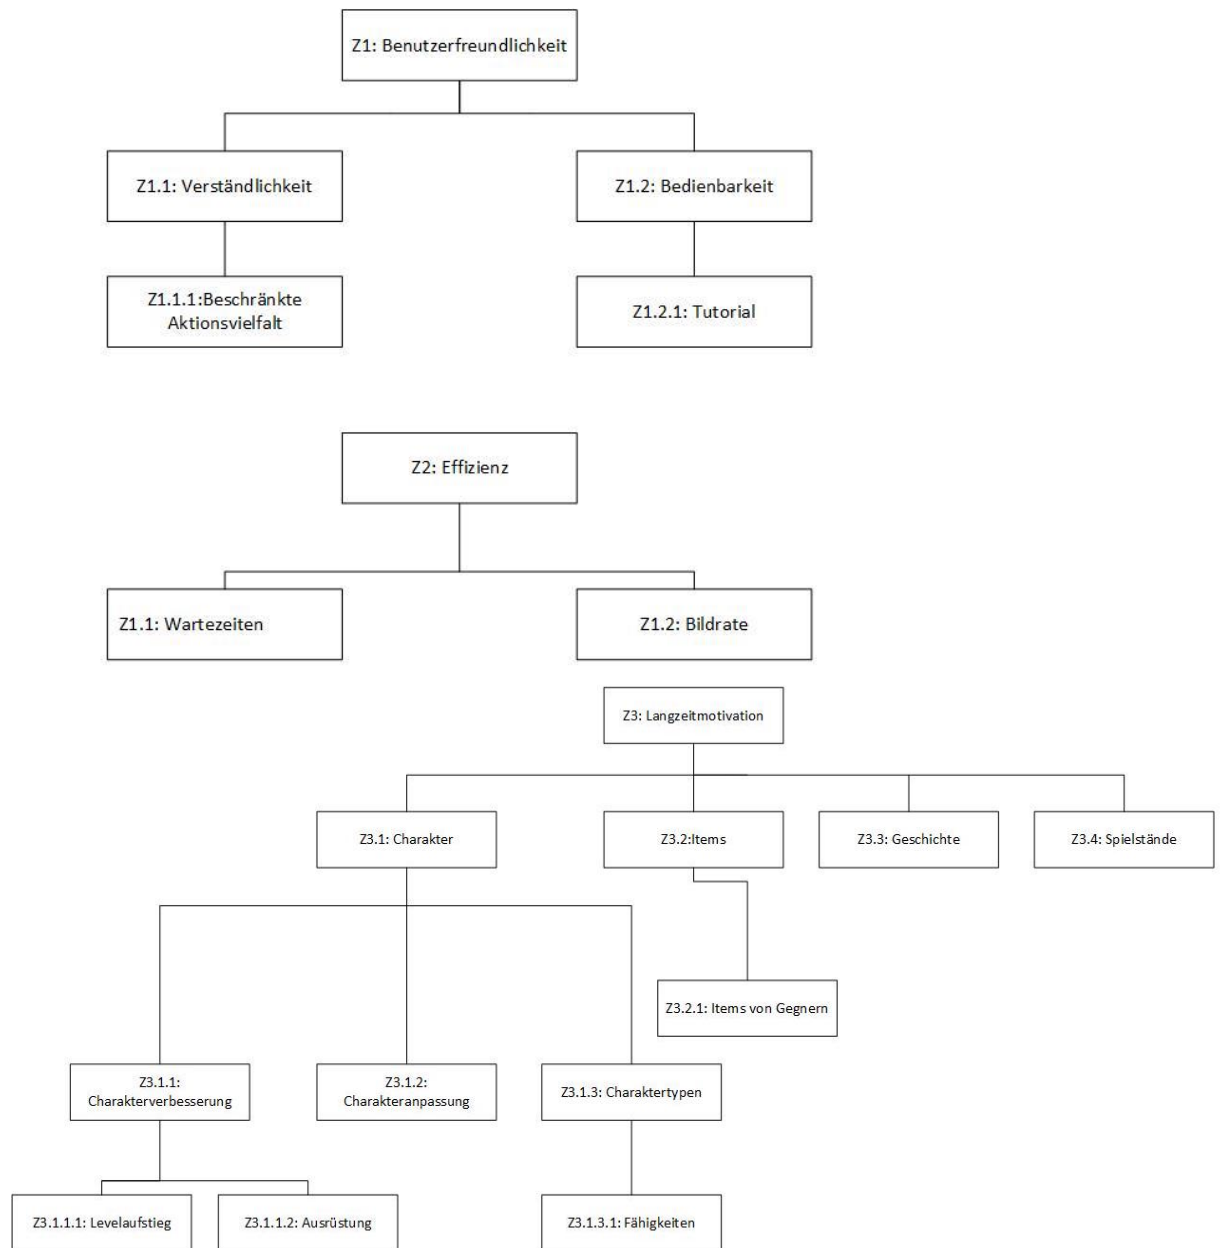 Z1: Benutzerfreundlichkeit
Z1.1: Verständlichkeit
Z1.2: Bedienbarkeit
Z1.1.1:Beschränkte
Aktionsvielfalt
Z1.2.1: Tutorial
Z2: Effizienz
Z1.1: Wartezeiten
Z1.2: Bildrate
Z3: Langzeitmotivation
Z3.1: Charakter
Z3.2:Items
Z3.3: Geschichte
Z3.4: Spielstände
Z3.2.1: Items von Gegnern
Z3.1.1:
Charakterverbesserung
Z3.1.2:
Charakteranpassung
Z3.1.3: Charaktertypen
Z3.1.1.1: Levelaufstieg
Z3.1.1.2: Ausrüstung
Z3.1.3.1: Fähigkeiten